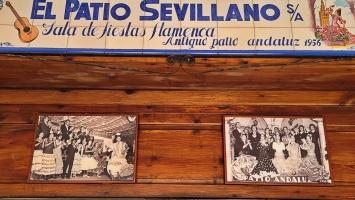 EL PATIO SEVILLANO S/A
Sala de fiestas Flamenca
Antiguo patio andaluz 1956
PATIO ANDALUZ